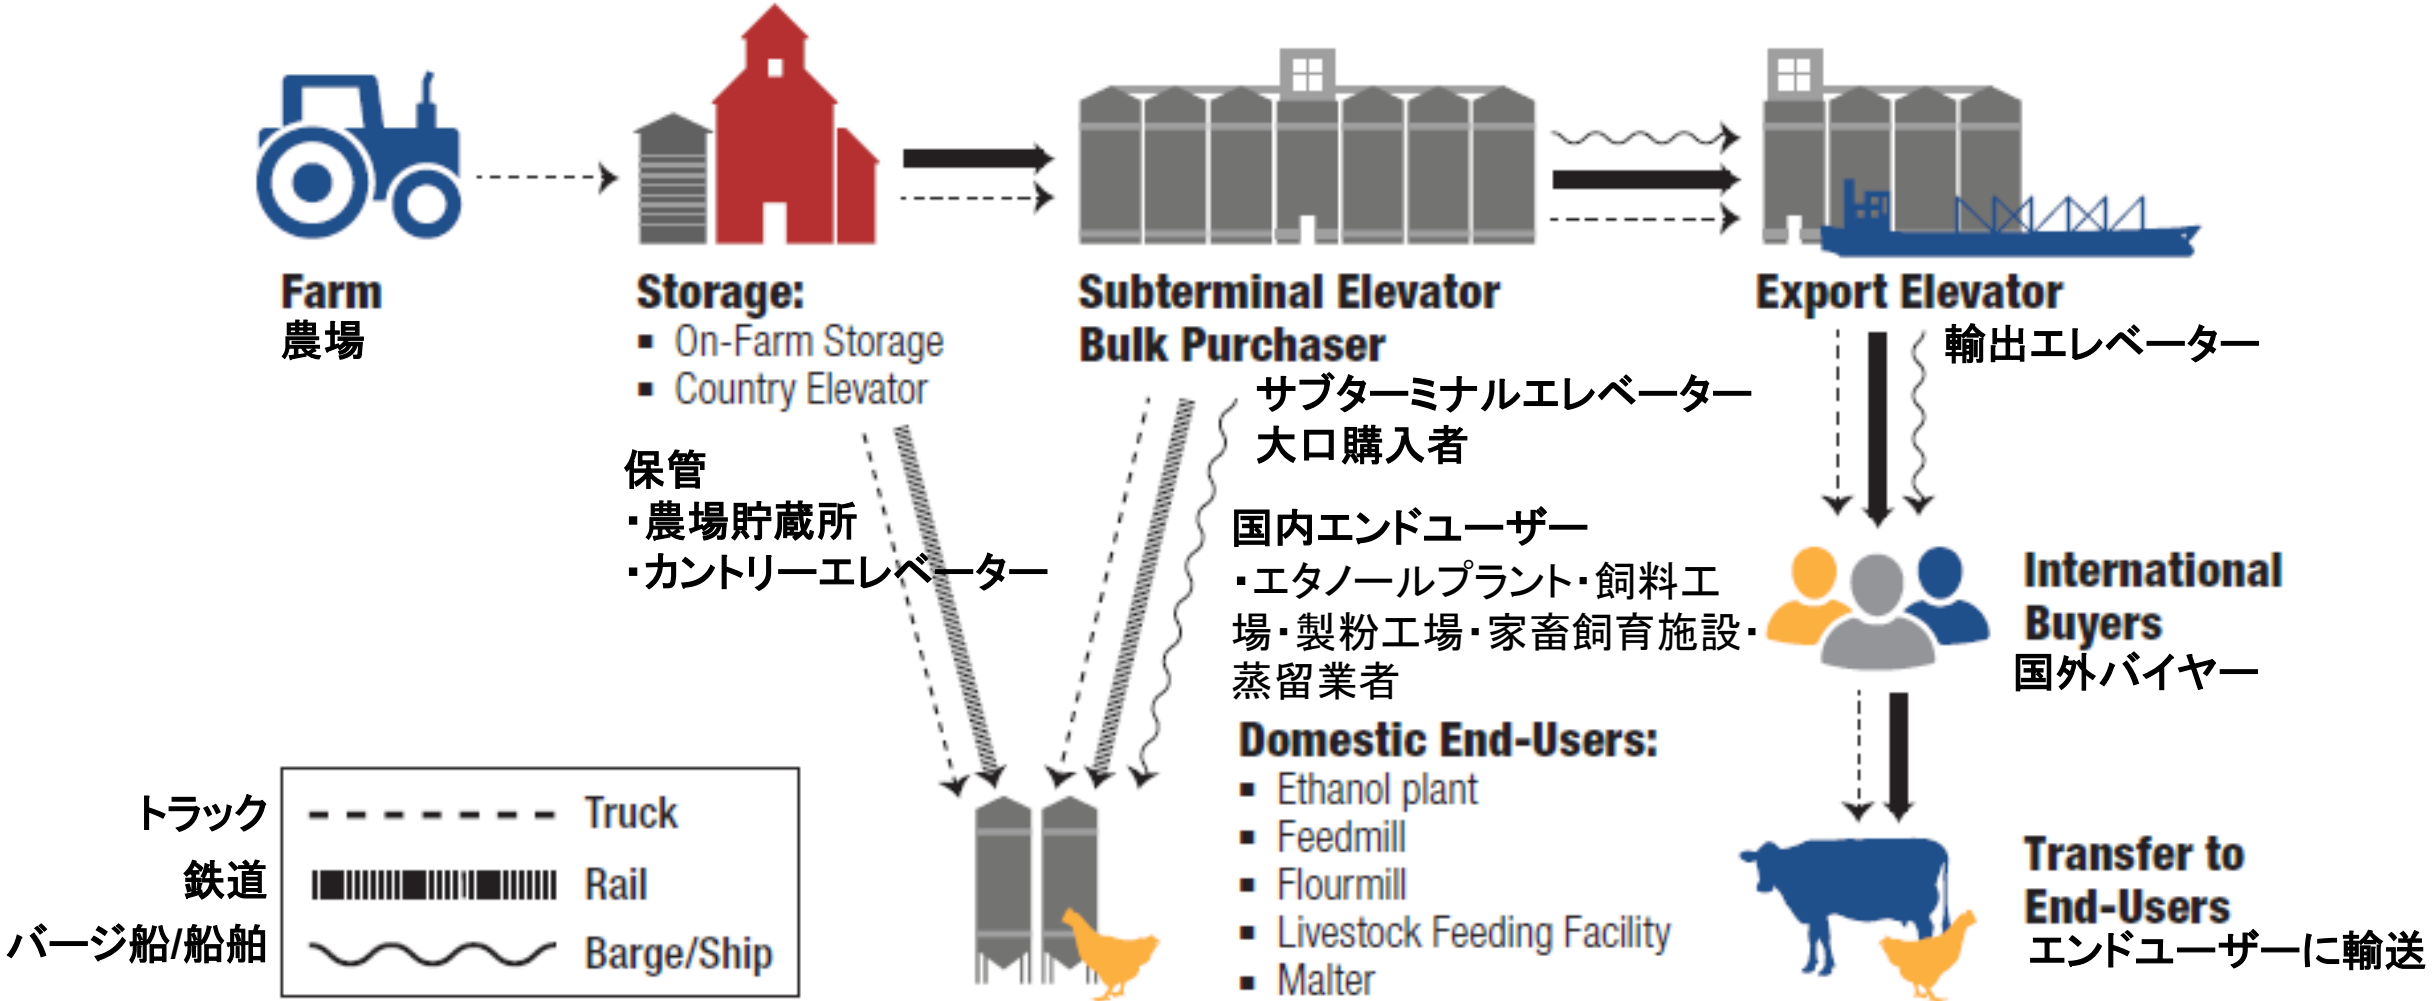 Farm
農場
Storage:
▪ On-Farm Storage
▪ Country Elevator
保管
・農場貯蔵所
・カントリーエレベーター
Subterminal Elevator
Bulk Purchaser
サブターミナルエレベーター
大口購入者
Export Elevator
輸出エレベーター
国内エンドユーザー
・エタノールプラント・飼料工
場・製粉工場・家畜飼育施設・
蒸留業者
Domestic End-Users:
▪ Ethanol plant
▪ Feedmill
▪ Flourmill
▪ Livestock Feeding Facility
▪ Malter
International
Buyers
国外バイヤー
Transfer to
End-Users
エンドユーザーに輸送
トラック Truck
鉄道 Rail
バージ船/船舶 Barge/Ship